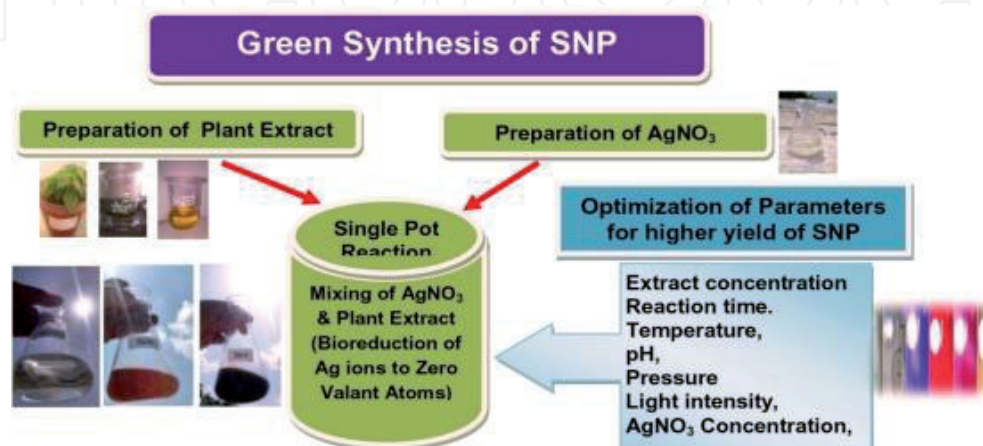 Green Synthesis of SNP
Preparation of Plant Extract
Preparation of AgNO₃
Single Pot
Reaction
Mixing of AgNO₃
& Plant Extract
(Bioreduction of
Ag ions to Zero
Valant Atoms)
Optimization of Parameters
for higher yield of SNP
Extract concentration
Reaction time.
Temperature,
pH,
Pressure
Light intensity,
AgNO₃ Concentration,